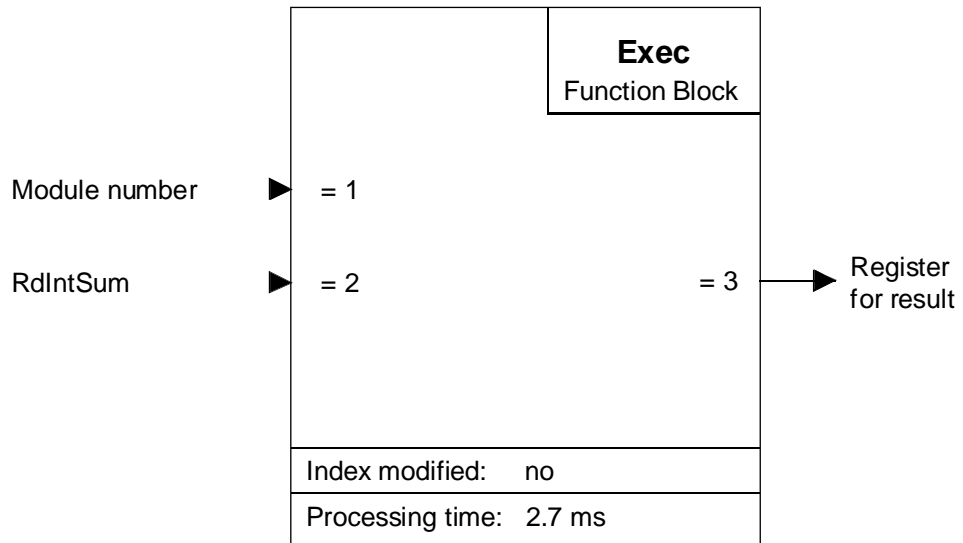 Exec
Function Block
Module number
= 1
RdIntSum
= 2
= 3
Register
for result
Index modified: no
Processing time: 2.7 ms